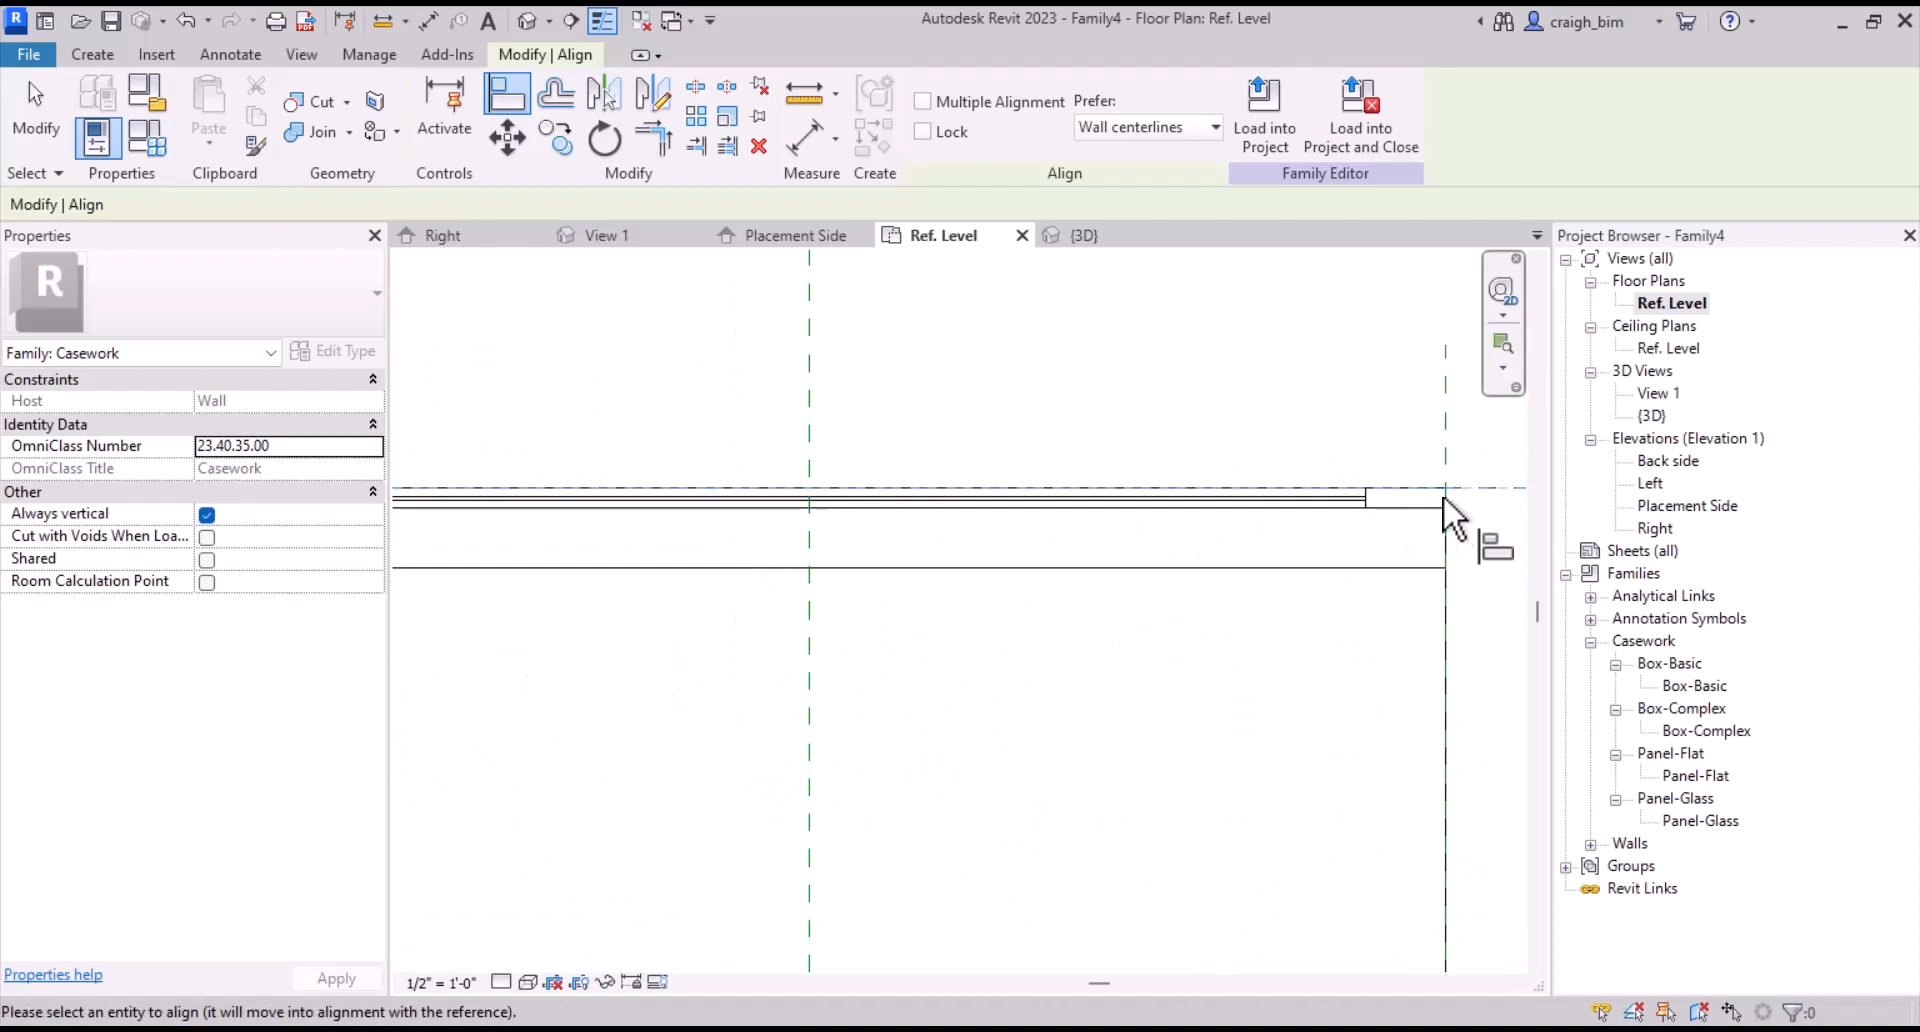 Autodesk Revit 2023 - Family4 - Floor Plan: Ref. Level
craigh_bim
File Create Insert Annotate View Manage Add-Ins Modify | Align
Modify
Paste
Cut
Join
Activate
Create
Multiple Alignment
Lock
Prefer:
Wall centerlines
Load into Project
Load into Project and Close
Select Properties Clipboard Geometry Controls Modify Measure Create Align Family Editor
Modify | Align
Properties
R
Family: Casework
Edit Type
Constraints
Host Wall
Identity Data
OmniClass Number 23.40.35.00
OmniClass Title Casework
Other
Always vertical
Cut with Voids When Loa...
Shared
Room Calculation Point
Properties help
Apply
Right View 1 Placement Side Ref. Level {3D}
2D
1/2" = 1'-0"
Project Browser - Family4
Views (all)
Floor Plans
Ref. Level
Ceiling Plans
Ref. Level
3D Views
View 1
{3D}
Elevations (Elevation 1)
Back side
Left
Placement Side
Right
Sheets (all)
Families
Analytical Links
Annotation Symbols
Casework
Box-Basic
Box-Basic
Box-Complex
Box-Complex
Panel-Flat
Panel-Flat
Panel-Glass
Panel-Glass
Walls
Groups
Revit Links
Please select an entity to align (it will move into alignment with the reference).
:0